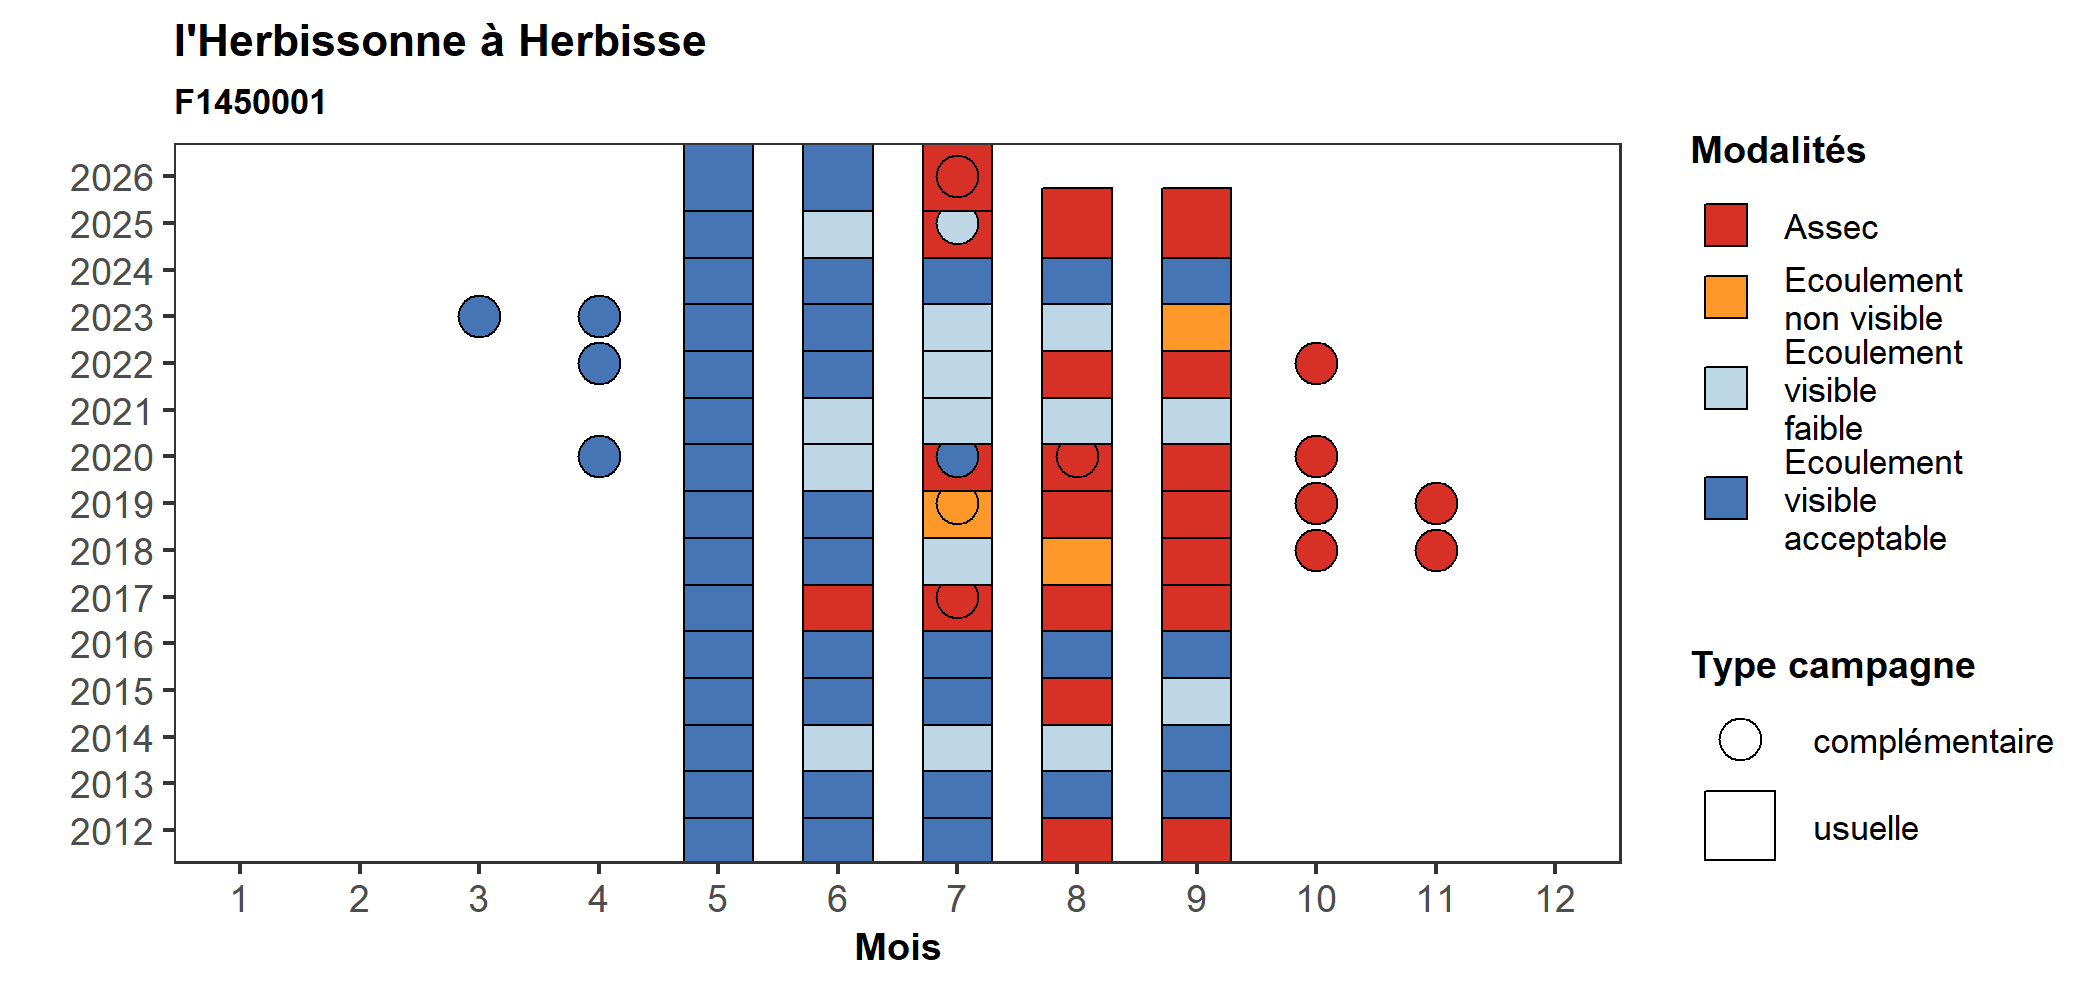 l'Herbissonne à Herbisse
F1450001
2026
2025
2024
2023
2022
2021
2020
2019
2018
2017
2016
2015
2014
2013
2012
1 2 3 4 5 6 7 8 9 10 11 12
Mois
Modalités
Assec
Ecoulement
non visible
Ecoulement
visible
faible
Ecoulement
visible
acceptable
Type campagne
complémentaire
usuelle